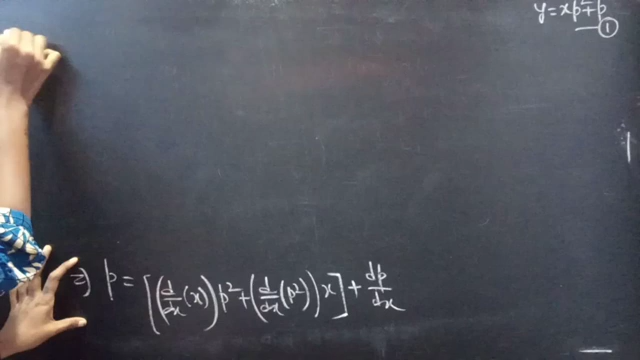 y = xp² + p
— ①
⇒ p = [(d/dx (x)) p² + (d/dx (p²)) x] + dp/dx